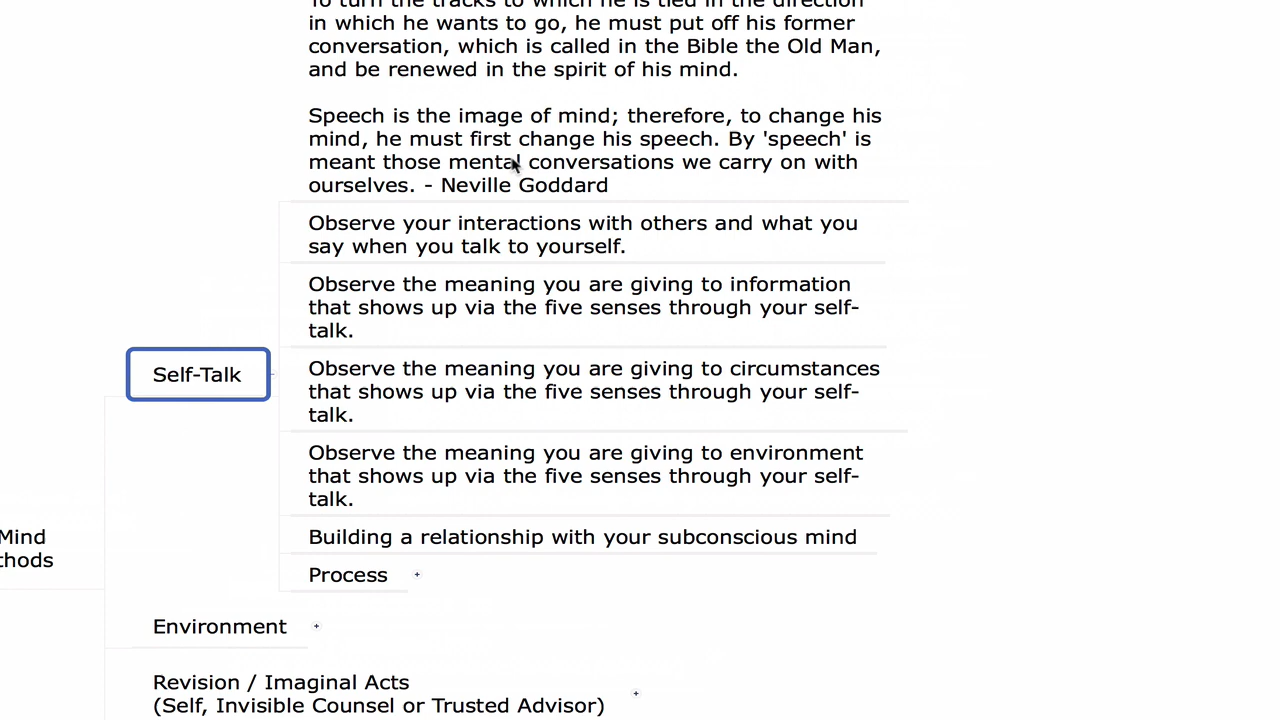 To turn the tracks to which he is tied in the direction
in which he wants to go, he must put off his former
conversation, which is called in the Bible the Old Man,
and be renewed in the spirit of his mind.
Speech is the image of mind; therefore, to change his
mind, he must first change his speech. By 'speech' is
meant those mental conversations we carry on with
ourselves. - Neville Goddard
Observe your interactions with others and what you
say when you talk to yourself.
Observe the meaning you are giving to information
that shows up via the five senses through your self-
talk.
Self-Talk
Observe the meaning you are giving to circumstances
that shows up via the five senses through your self-
talk.
Observe the meaning you are giving to environment
that shows up via the five senses through your self-
talk.
Building a relationship with your subconscious mind
Process
Mind
thods
Environment
Revision / Imaginal Acts
(Self, Invisible Counsel or Trusted Advisor)